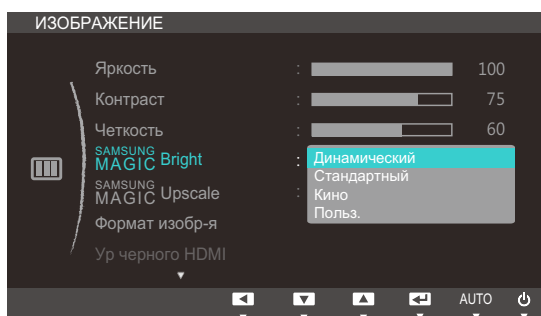 ИЗОБРАЖЕНИЕ
Яркость : 100
Контраст : 75
Четкость : 60
SAMSUNG MAGIC Bright : Динамический
Стандартный
SAMSUNG MAGIC Upscale : Кино
Польз.
Формат изобр-я
Ур черного HDMI
AUTO